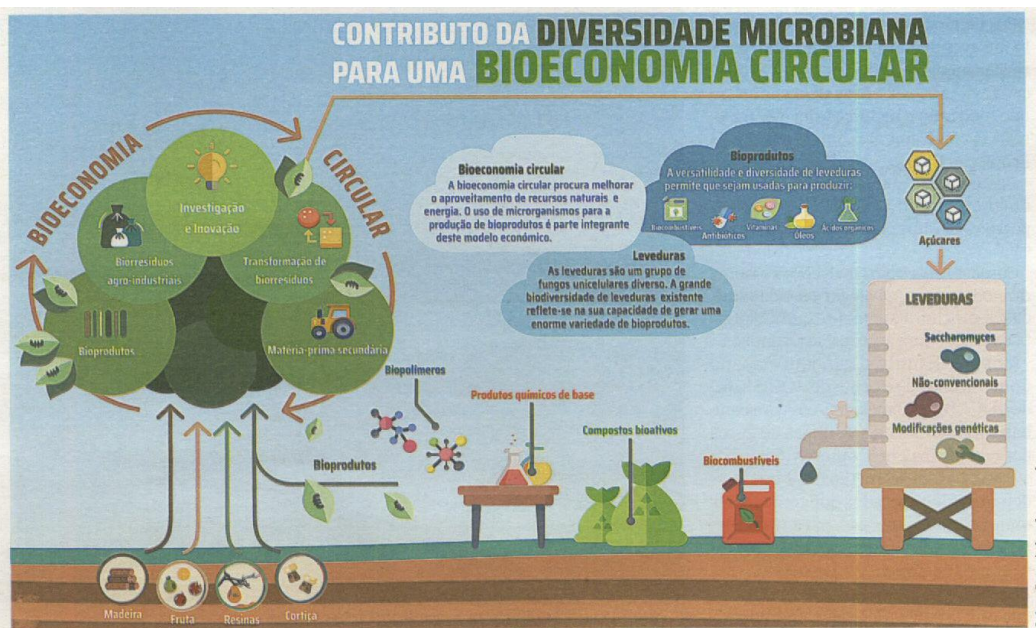 CONTRIBUTO DA DIVERSIDADE MICROBIANA
PARA UMA BIOECONOMIA CIRCULAR
BIOECONOMIA
CIRCULAR
Investigação
e Inovação
Biorresíduos
agro-industriais
Transformação de
biorresíduos
Bioprodutos
Matéria-prima secundária
Bioeconomia circular
A bioeconomia circular procura melhorar
o aproveitamento de recursos naturais e
energia. O uso de microrganismos para a
produção de bioprodutos é parte integrante
deste modelo económico.
Bioprodutos
A versatilidade e diversidade de leveduras
permite que sejam usadas para produzir:
Biocombustíveis
Antibióticos
Vitaminas
Óleos
Ácidos orgânicos
Leveduras
As leveduras são um grupo de
fungos unicelulares diverso. A grande
biodiversidade de leveduras existente
reflete-se na sua capacidade de gerar uma
enorme variedade de bioprodutos.
Açúcares
LEVEDURAS
Saccharomyces
Não-convencionais
Modificações genéticas
Biopolímeros
Produtos químicos de base
Compostos bioativos
Biocombustíveis
Bioprodutos
Madeira
Fruta
Resinas
Cortiça